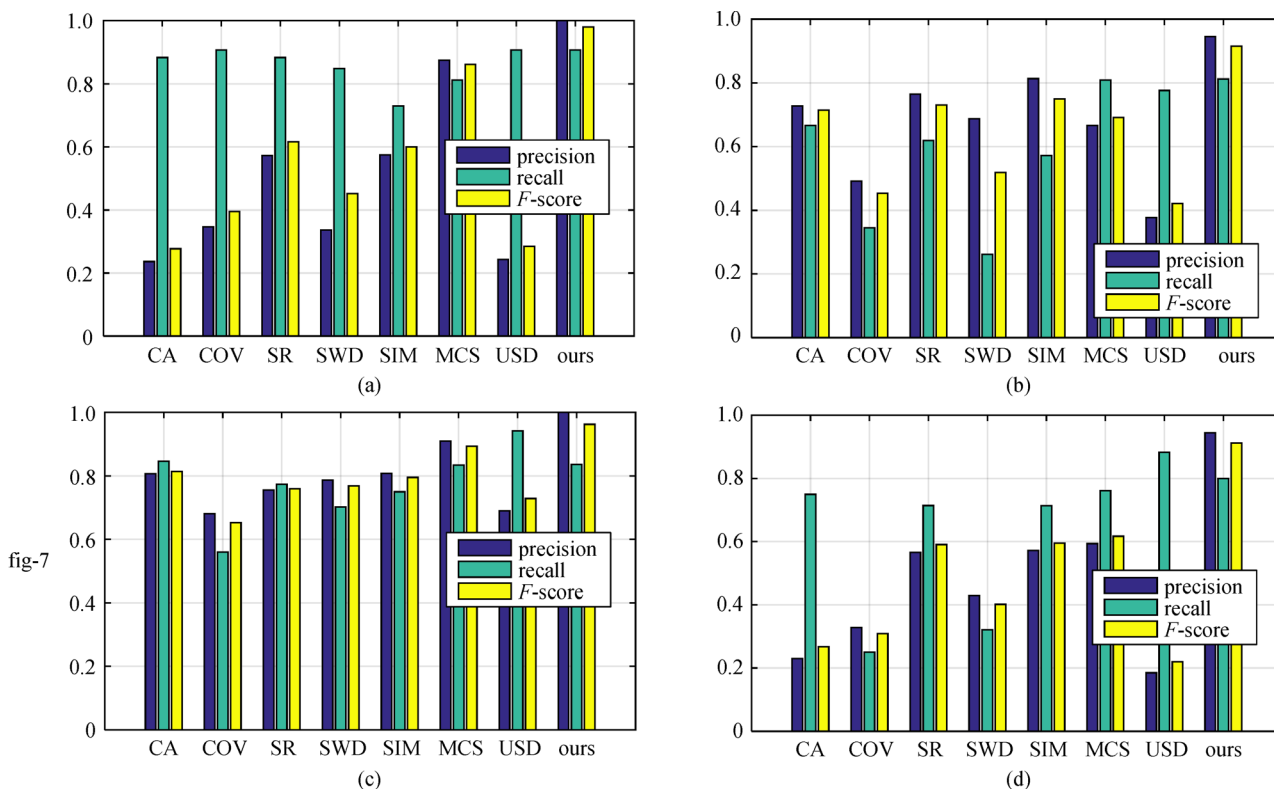 1.0
0.8
0.6
0.4
0.2
0
precision
recall
F-score
CA COV SR SWD SIM MCS USD ours
(a)
1.0
0.8
0.6
0.4
0.2
0
precision
recall
F-score
CA COV SR SWD SIM MCS USD ours
(b)
fig-7
1.0
0.8
0.6
0.4
0.2
0
precision
recall
F-score
CA COV SR SWD SIM MCS USD ours
(c)
1.0
0.8
0.6
0.4
0.2
0
precision
recall
F-score
CA COV SR SWD SIM MCS USD ours
(d)